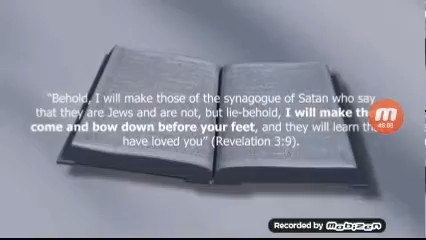 "Behold, I will make those of the synagogue of Satan who say
that they are Jews and are not, but lie-behold, I will make
come and bow down before your feet, and they will learn
have loved you" (Revelation 3:9).
45:00
Recorded by mobizen